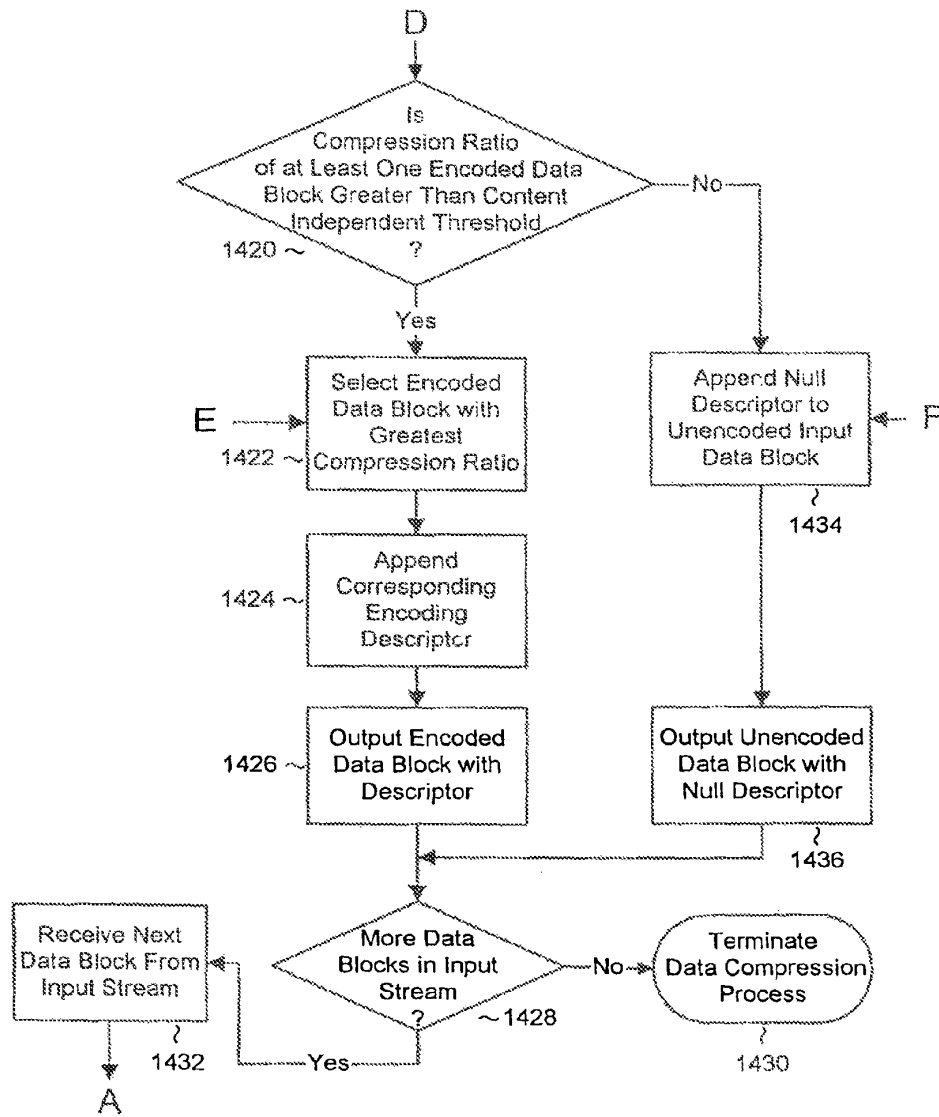 D
Is
Compression Ratio
of at Least One Encoded Data
Block Greater Than Content
Independent Threshold
?
1420
No
Yes
E
Select Encoded
Data Block with
Greatest
Compression Ratio
1422
Append Null
Descriptor to
Unencoded Input
Data Block
F
1434
Append
Corresponding
Encoding
Descriptor
1424
Output Encoded
Data Block with
Descriptor
1426
Output Unencoded
Data Block with
Null Descriptor
1436
Receive Next
Data Block From
Input Stream
1432
More Data
Blocks in Input
Stream
?
1428
No
Terminate
Data Compression
Process
1430
Yes
A